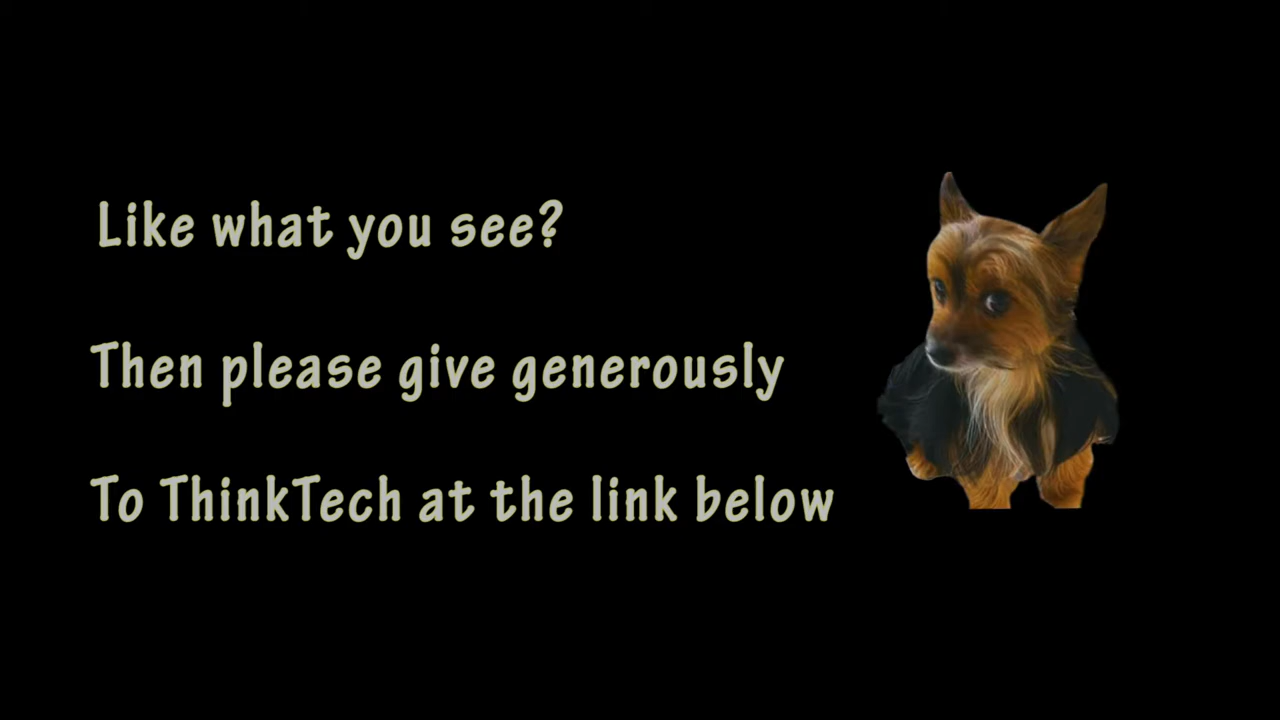 Like what you see?
Then please give generously
To ThinkTech at the link below